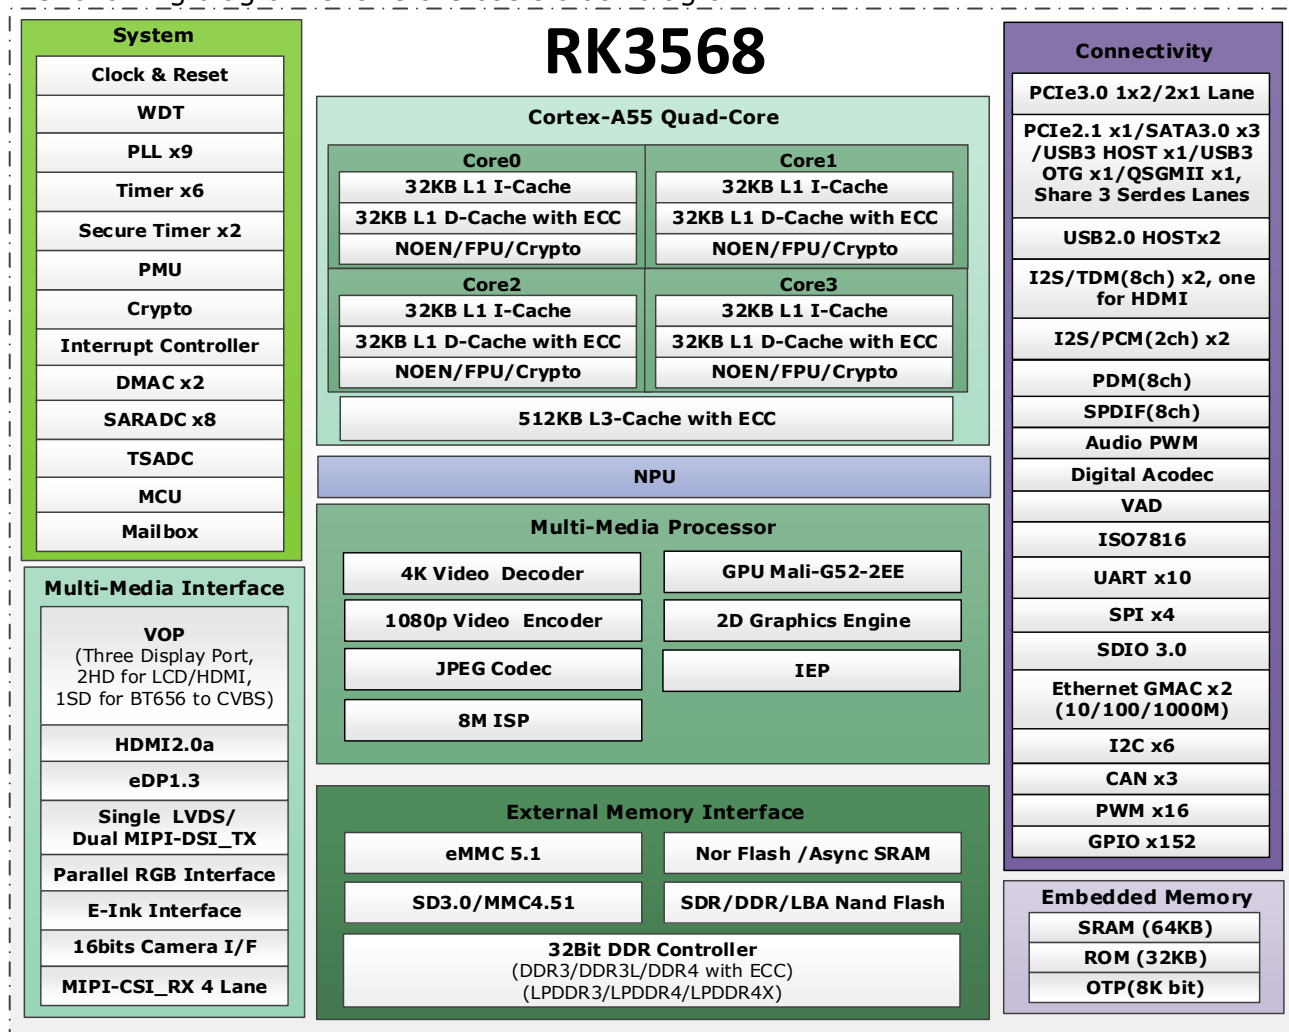 RK3568
System
Clock & Reset
WDT
PLL x9
Timer x6
Secure Timer x2
PMU
Crypto
Interrupt Controller
DMAC x2
SARADC x8
TSADC
MCU
Mailbox
Multi-Media Interface
VOP
(Three Display Port,
2HD for LCD/HDMI,
1SD for BT656 to CVBS)
HDMI2.0a
eDP1.3
Single LVDS/
Dual MIPI-DSI_TX
Parallel RGB Interface
E-Ink Interface
16bits Camera I/F
MIPI-CSI_RX 4 Lane
Cortex-A55 Quad-Core
Core0
32KB L1 I-Cache
32KB L1 D-Cache with ECC
NOEN/FPU/Crypto
Core1
32KB L1 I-Cache
32KB L1 D-Cache with ECC
NOEN/FPU/Crypto
Core2
32KB L1 I-Cache
32KB L1 D-Cache with ECC
NOEN/FPU/Crypto
Core3
32KB L1 I-Cache
32KB L1 D-Cache with ECC
NOEN/FPU/Crypto
512KB L3-Cache with ECC
NPU
Multi-Media Processor
4K Video Decoder
1080p Video Encoder
JPEG Codec
8M ISP
GPU Mali-G52-2EE
2D Graphics Engine
IEP
External Memory Interface
eMMC 5.1
Nor Flash /Async SRAM
SD3.0/MMC4.51
SDR/DDR/LBA Nand Flash
32Bit DDR Controller
(DDR3/DDR3L/DDR4 with ECC)
(LPDDR3/LPDDR4/LPDDR4X)
Connectivity
PCIe3.0 1x2/2x1 Lane
PCIe2.1 x1/SATA3.0 x3
/USB3 HOST x1/USB3
OTG x1/QSGMII x1,
Share 3 Serdes Lanes
USB2.0 HOSTx2
I2S/TDM(8ch) x2, one
for HDMI
I2S/PCM(2ch) x2
PDM(8ch)
SPDIF(8ch)
Audio PWM
Digital Acodec
VAD
ISO7816
UART x10
SPI x4
SDIO 3.0
Ethernet GMAC x2
(10/100/1000M)
I2C x6
CAN x3
PWM x16
GPIO x152
Embedded Memory
SRAM (64KB)
ROM (32KB)
OTP(8K bit)